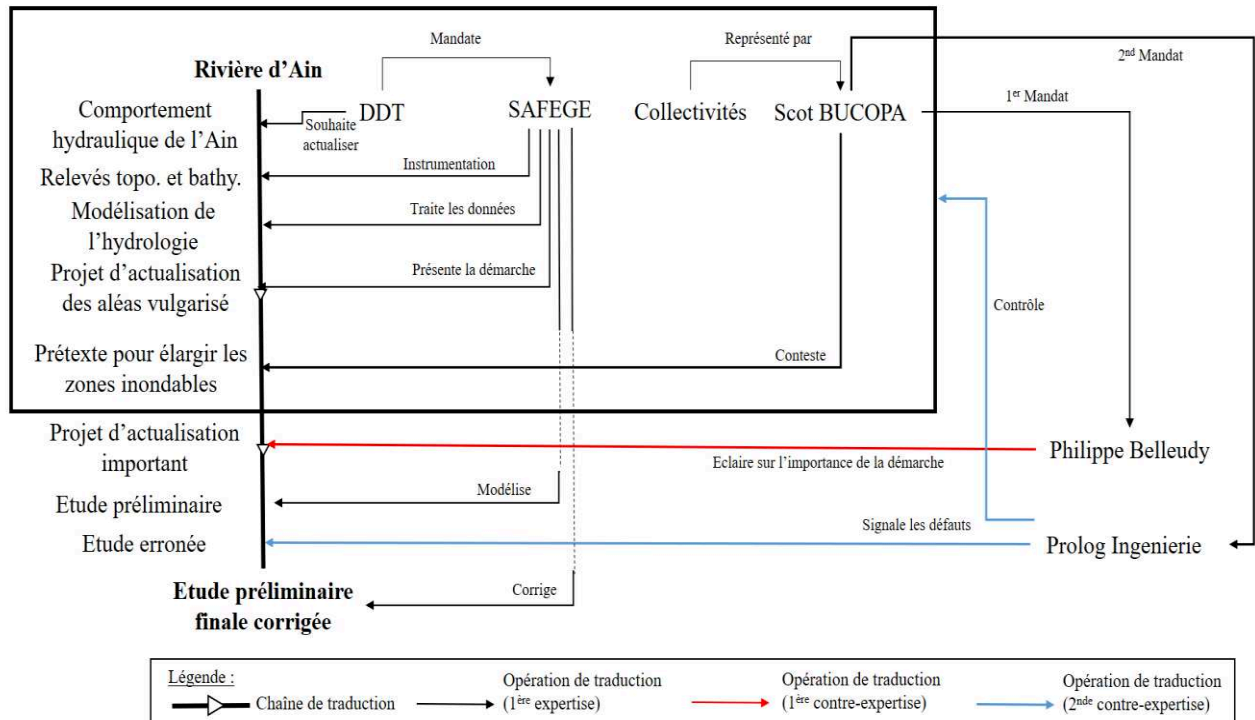 Mandate
Représenté par
2nd Mandat
Rivière d'Ain
1er Mandat
DDT
SAFEGE
Collectivités
Scot BUCOPA
Comportement
hydraulique de l'Ain
Souhaite
actualiser
Relevés topo. et bathy.
Instrumentation
Modélisation de
l'hydrologie
Traite les données
Projet d'actualisation
des aléas vulgarisé
Présente la démarche
Contrôle
Prétexte pour élargir les
zones inondables
Conteste
Projet d'actualisation
important
Eclaire sur l'importance de la démarche
Philippe Belleudy
Etude préliminaire
Modélise
Etude erronée
Signale les défauts
Prolog Ingenierie
Etude préliminaire
finale corrigée
Corrige
Légende :
Chaîne de traduction
Opération de traduction
(1ère expertise)
Opération de traduction
(1ère contre-expertise)
Opération de traduction
(2nde contre-expertise)